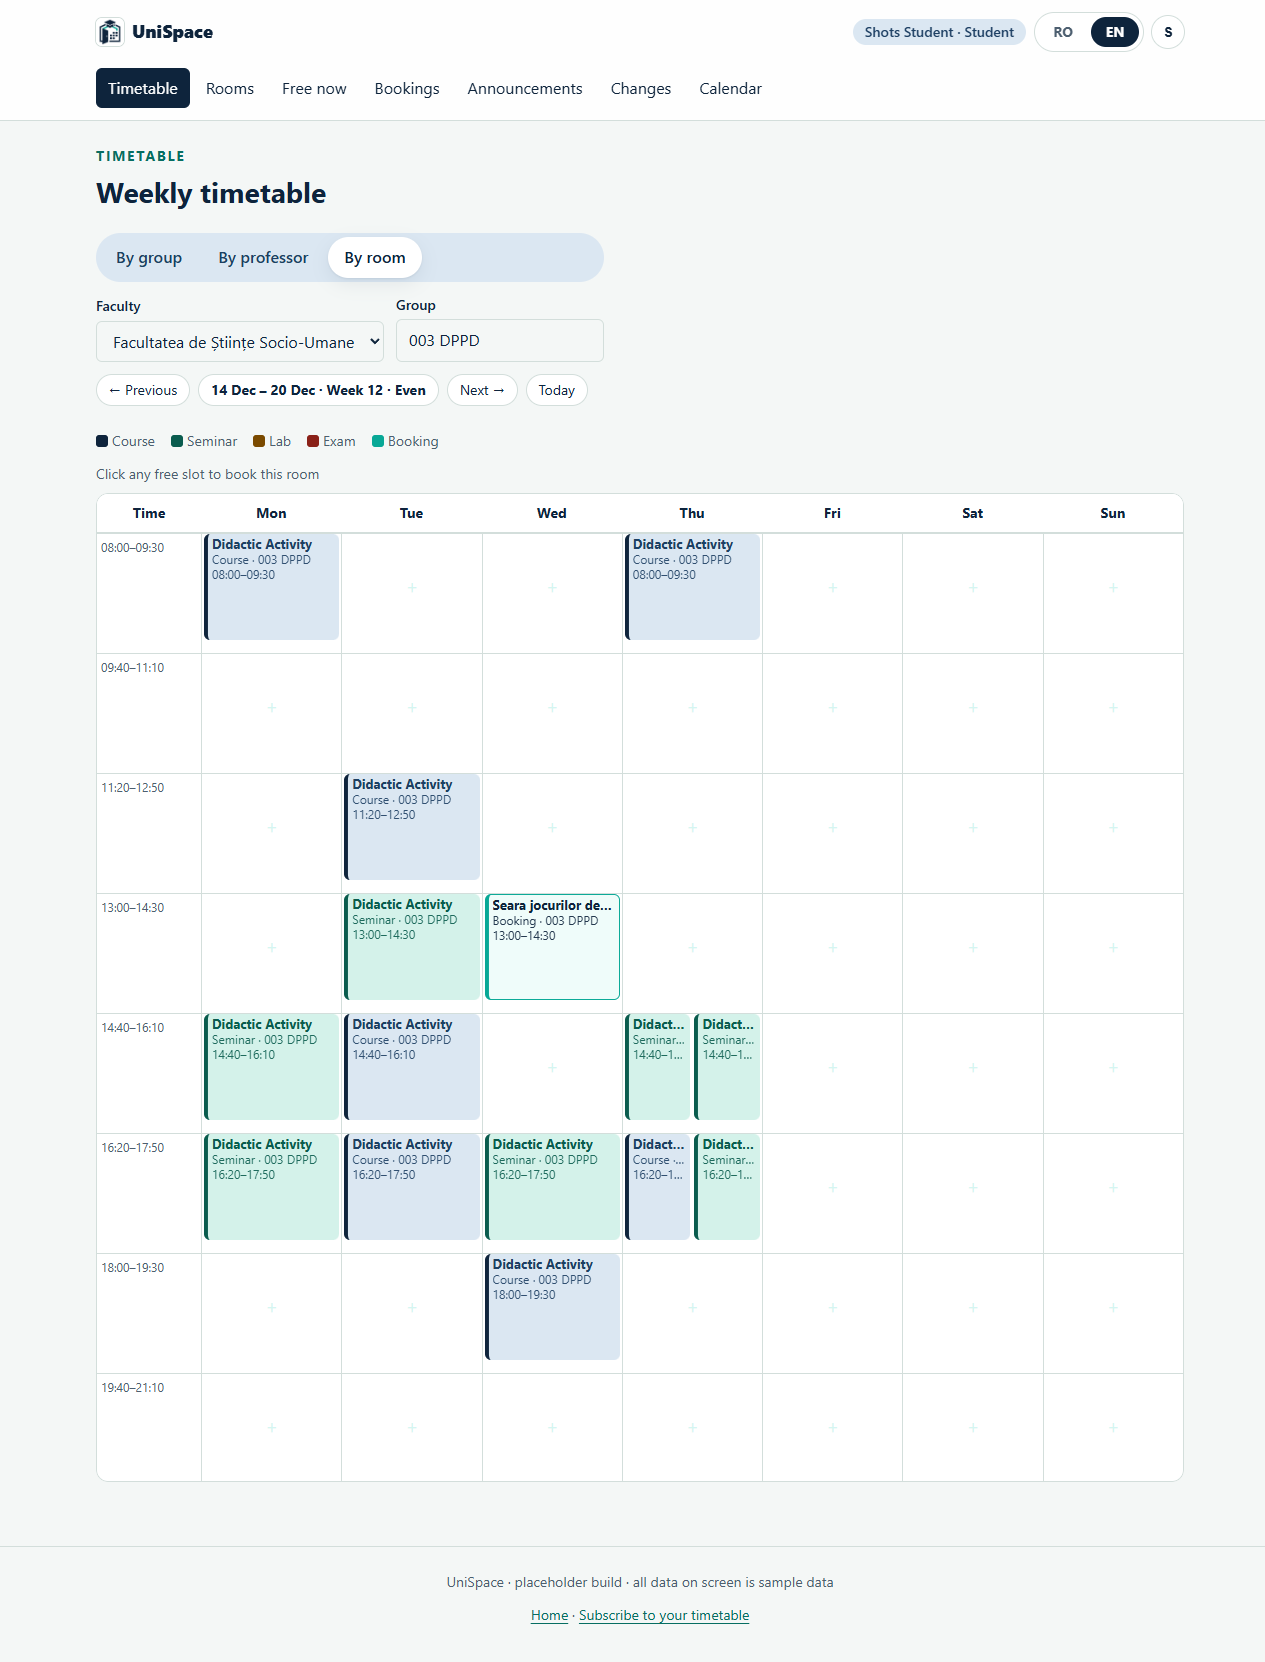 UniSpace
Shots Student · Student
RO
EN
S
Timetable
Rooms
Free now
Bookings
Announcements
Changes
Calendar
TIMETABLE
Weekly timetable
By group
By professor
By room
Faculty
Group
Facultatea de Științe Socio-Umane
003 DPPD
← Previous
14 Dec – 20 Dec · Week 12 · Even
Next →
Today
Course
Seminar
Lab
Exam
Booking
Click any free slot to book this room
Time
Mon
Tue
Wed
Thu
Fri
Sat
Sun
08:00–09:30
Didactic Activity
Course · 003 DPPD
08:00–09:30
+
+
Didactic Activity
Course · 003 DPPD
08:00–09:30
+
+
+
09:40–11:10
+
+
+
+
+
+
+
11:20–12:50
+
Didactic Activity
Course · 003 DPPD
11:20–12:50
+
+
+
+
+
13:00–14:30
+
Didactic Activity
Seminar · 003 DPPD
13:00–14:30
Seara jocurilor de...
Booking · 003 DPPD
13:00–14:30
+
+
+
+
14:40–16:10
Didactic Activity
Seminar · 003 DPPD
14:40–16:10
Didactic Activity
Course · 003 DPPD
14:40–16:10
+
Didact...
Seminar...
14:40–1...
Didact...
Seminar...
14:40–1...
+
+
+
16:20–17:50
Didactic Activity
Seminar · 003 DPPD
16:20–17:50
Didactic Activity
Course · 003 DPPD
16:20–17:50
Didactic Activity
Seminar · 003 DPPD
16:20–17:50
Didact...
Course ·...
16:20–1...
Didact...
Seminar...
16:20–1...
+
+
+
18:00–19:30
+
+
Didactic Activity
Course · 003 DPPD
18:00–19:30
+
+
+
+
19:40–21:10
+
+
+
+
+
+
+
UniSpace · placeholder build · all data on screen is sample data
Home · Subscribe to your timetable